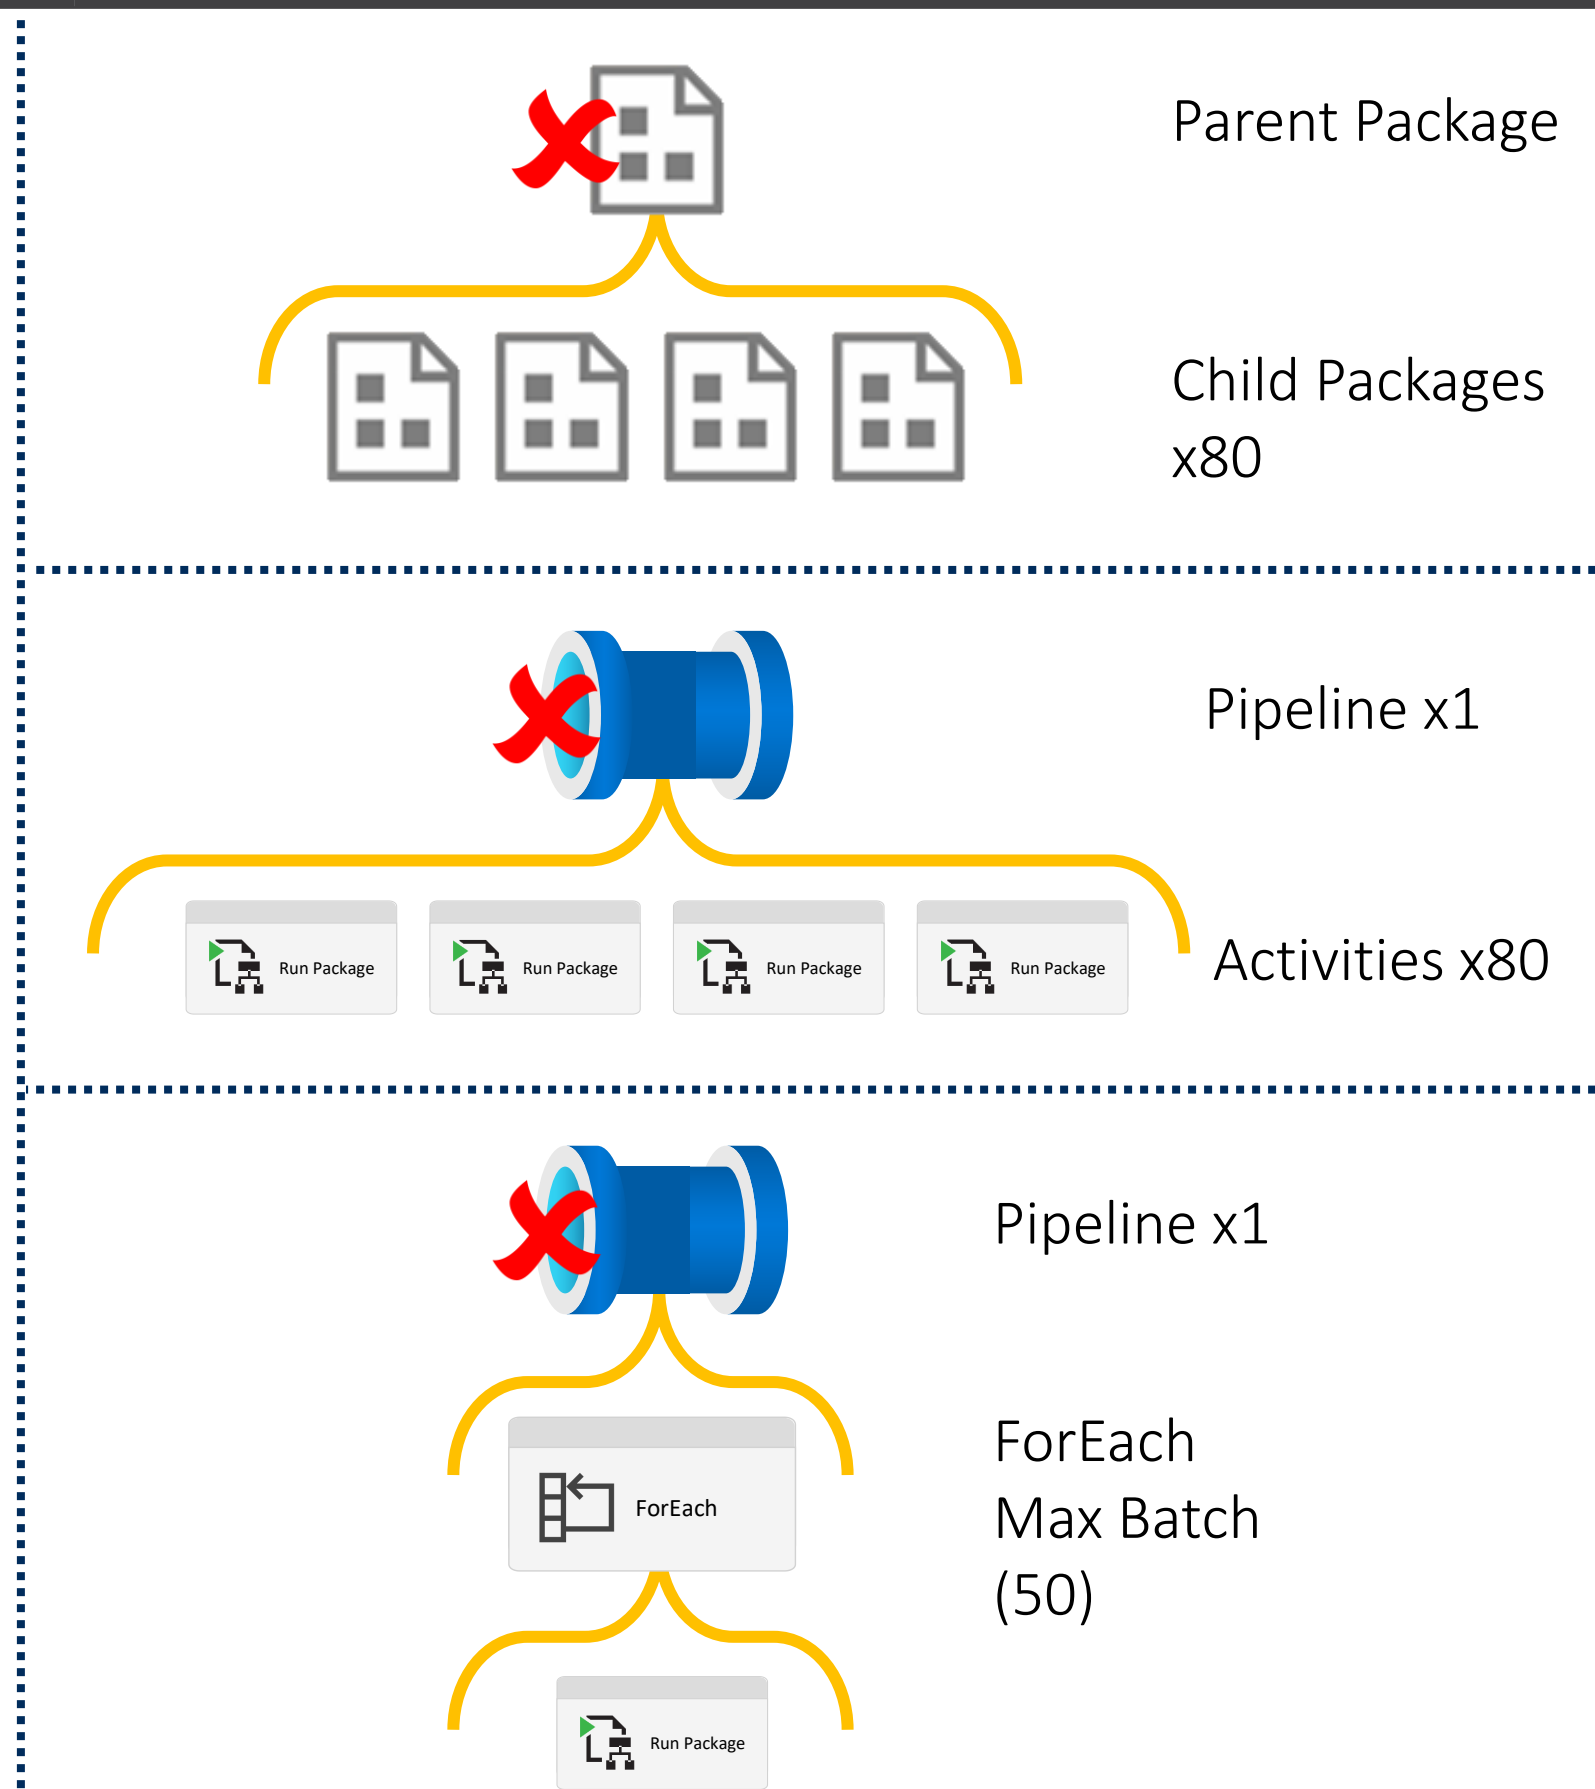 Parent Package
Child Packages
x80
Pipeline x1
Run Package
Run Package
Run Package
Run Package
Activities x80
Pipeline x1
ForEach
Max Batch
(50)
ForEach
Run Package